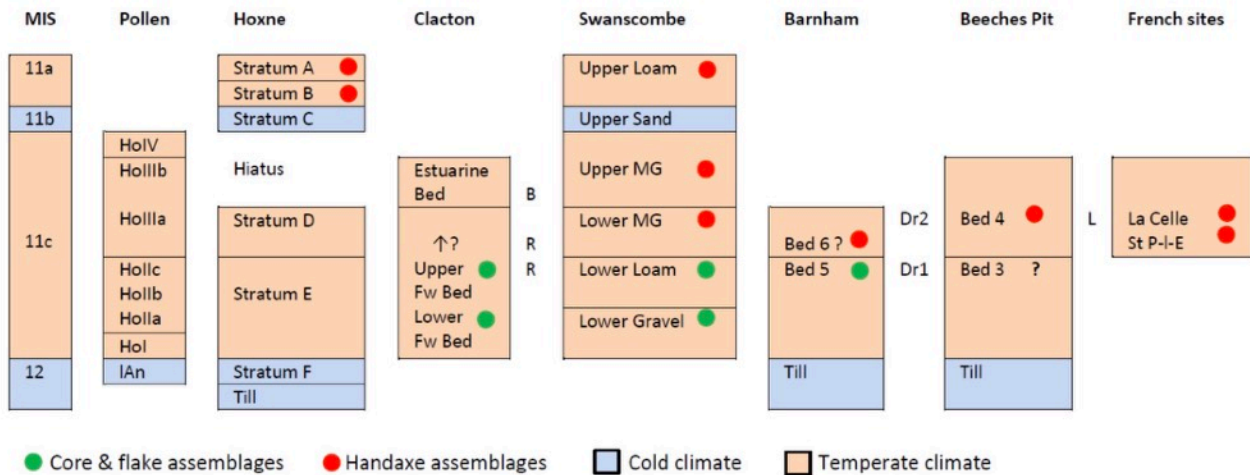 MIS Pollen Hoxne Clacton Swanscombe Barnham Beeches Pit French sites
11a Stratum A Upper Loam
Stratum B
11b Stratum C Upper Sand
HoIV
HoIIIb Hiatus Estuarine Upper MG
Bed B
HoIIIa Stratum D Lower MG Dr2 Bed 4 L La Celle
11c ↑? R Bed 6 ? St P-l-E
HoIIc Upper R Lower Loam Bed 5 Dr1 Bed 3 ?
HoIIb Stratum E Fw Bed
HoIIa Lower Lower Gravel
HoI Fw Bed
12 lAn Stratum F Till Till
Till
Core & flake assemblages Handaxe assemblages Cold climate Temperate climate